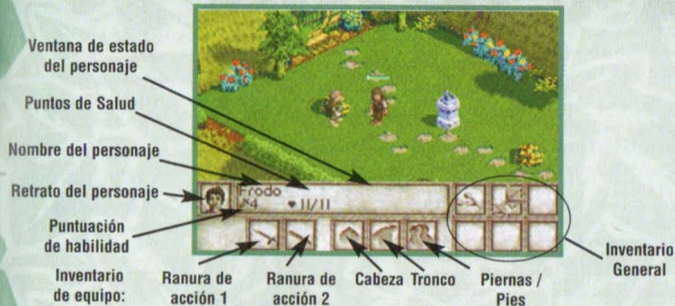 Ventana de estado
del personaje
Puntos de Salud
Nombre del personaje
Retrato del personaje
Puntuación
de habilidad
Frodo
4
11/11
Inventario
de equipo:
Ranura de
acción 1
Ranura de
acción 2
Cabeza
Tronco
Piernas /
Pies
Inventario
General